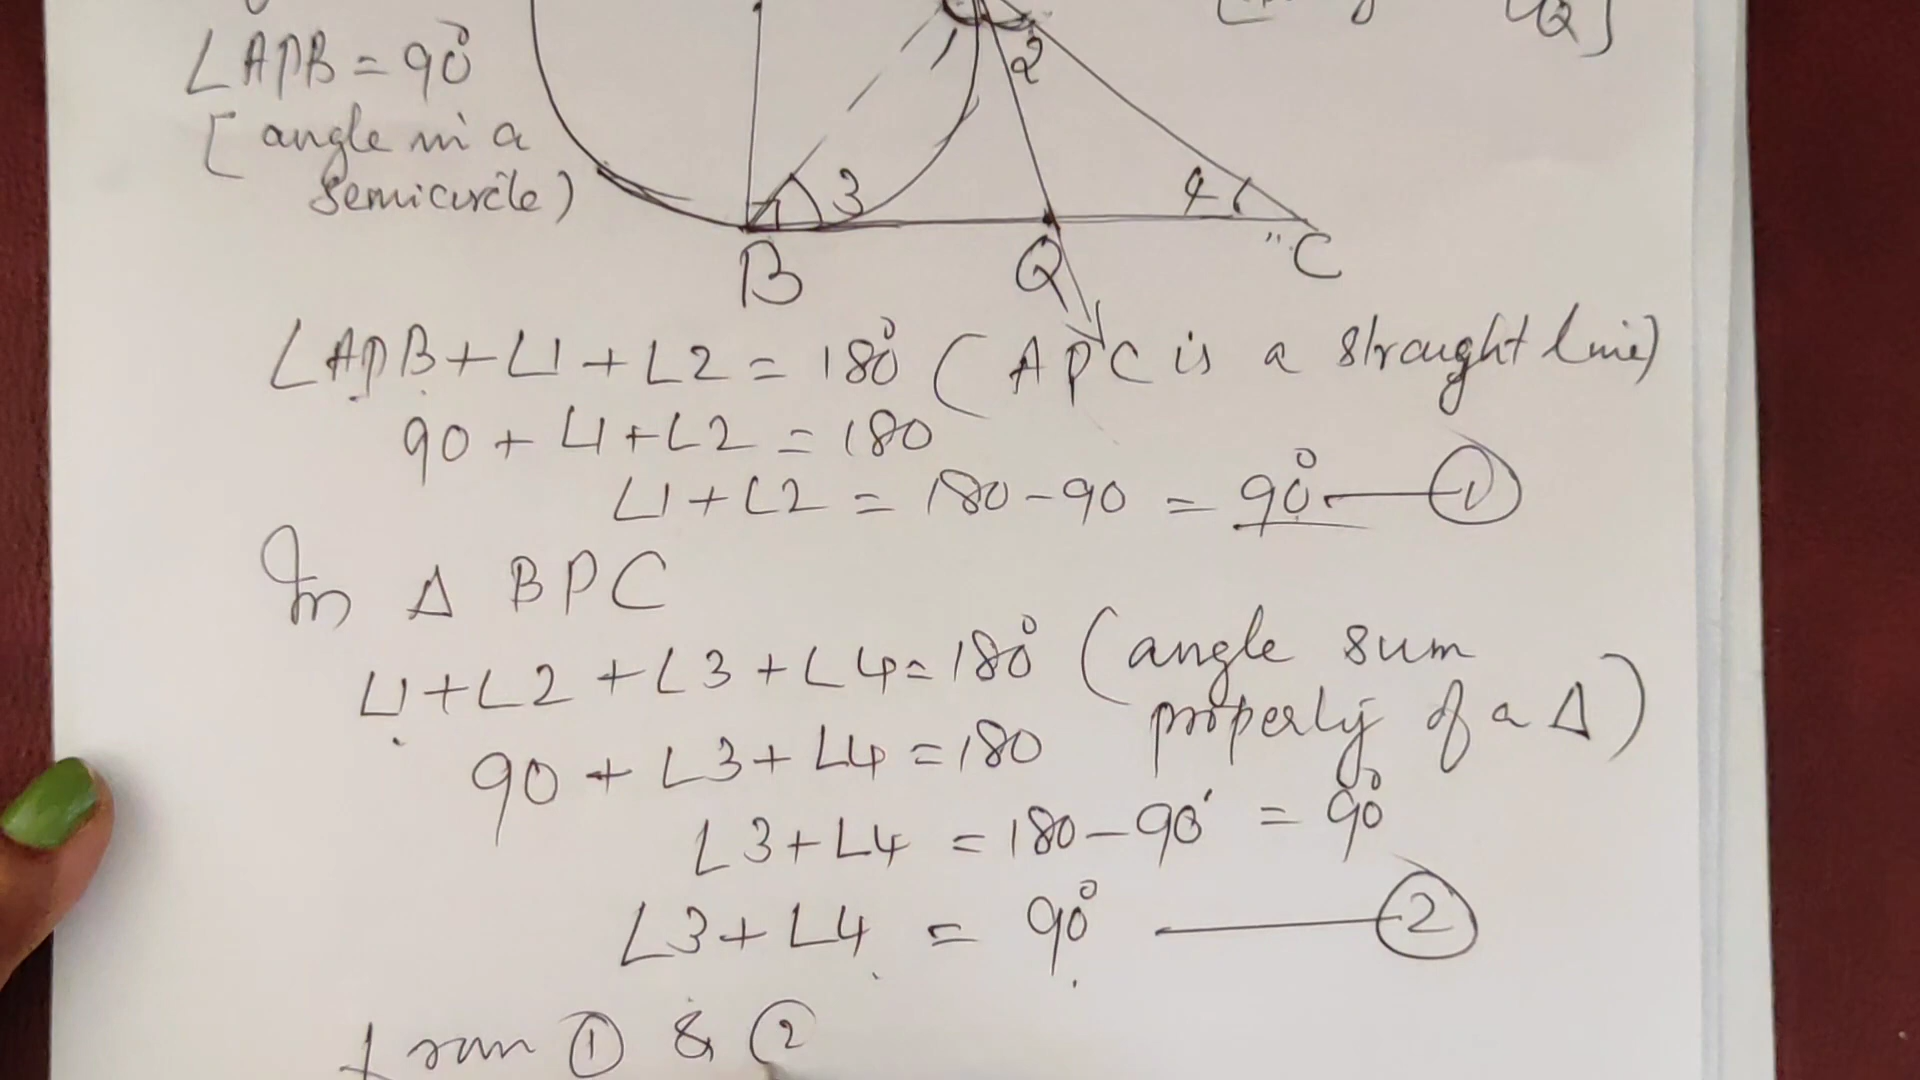 Q]
∠APB = 90°
[angle in a
semicircle)
2
3
4
B
Q
C
∠APB + ∠1 + ∠2 = 180° (APC is a straught line)
90 + ∠1 + ∠2 = 180
∠1 + ∠2 = 180 - 90 = 90° ①
In Δ BPC
∠1 + ∠2 + ∠3 + ∠4 = 180° (angle sum
property of a Δ)
90 + ∠3 + ∠4 = 180
∠3 + ∠4 = 180 - 90 = 90°
∠3 + ∠4 = 90° ②
from ① & ②